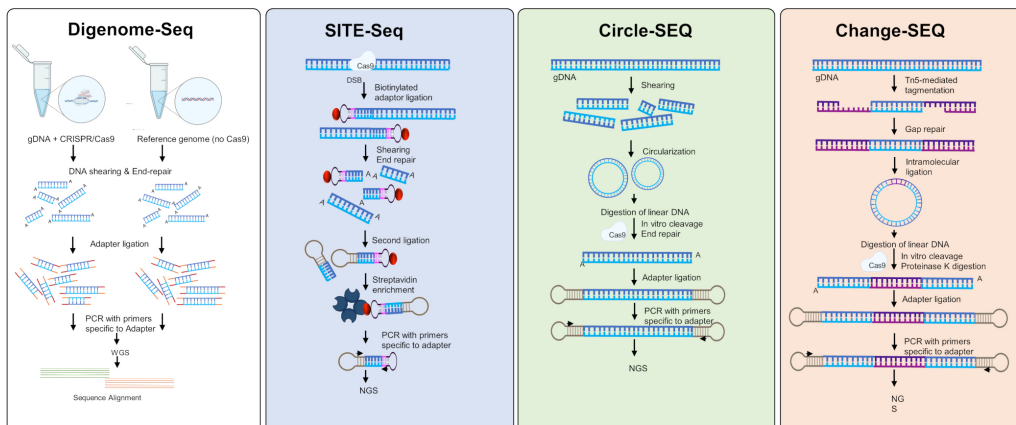 Digenome-Seq
gDNA + CRISPR/Cas9
Reference genome (no Cas9)
DNA shearing & End-repair
A
A
A
A
A
A
A
A
A
A
Adapter ligation
PCR with primers
specific to Adapter
WGS
Sequence Alignment
SITE-Seq
Cas9
DSB
Biotinylated
adaptor ligation
Shearing
End repair
A
A
A
A
A
A
Second ligation
Streptavidin
enrichment
PCR with primers
specific to adapter
NGS
Circle-SEQ
gDNA
Shearing
Circularization
Digestion of linear DNA
Cas9
In vitro cleavage
End repair
A
A
Adapter ligation
PCR with primers
specific to adapter
NGS
Change-SEQ
gDNA
Tn5-mediated
tagmentation
Gap repair
Intramolecular
ligation
Digestion of linear DNA
Cas9
In vitro cleavage
Proteinase K digestion
A
A
Adapter ligation
PCR with primers
specific to adapter
NG
S